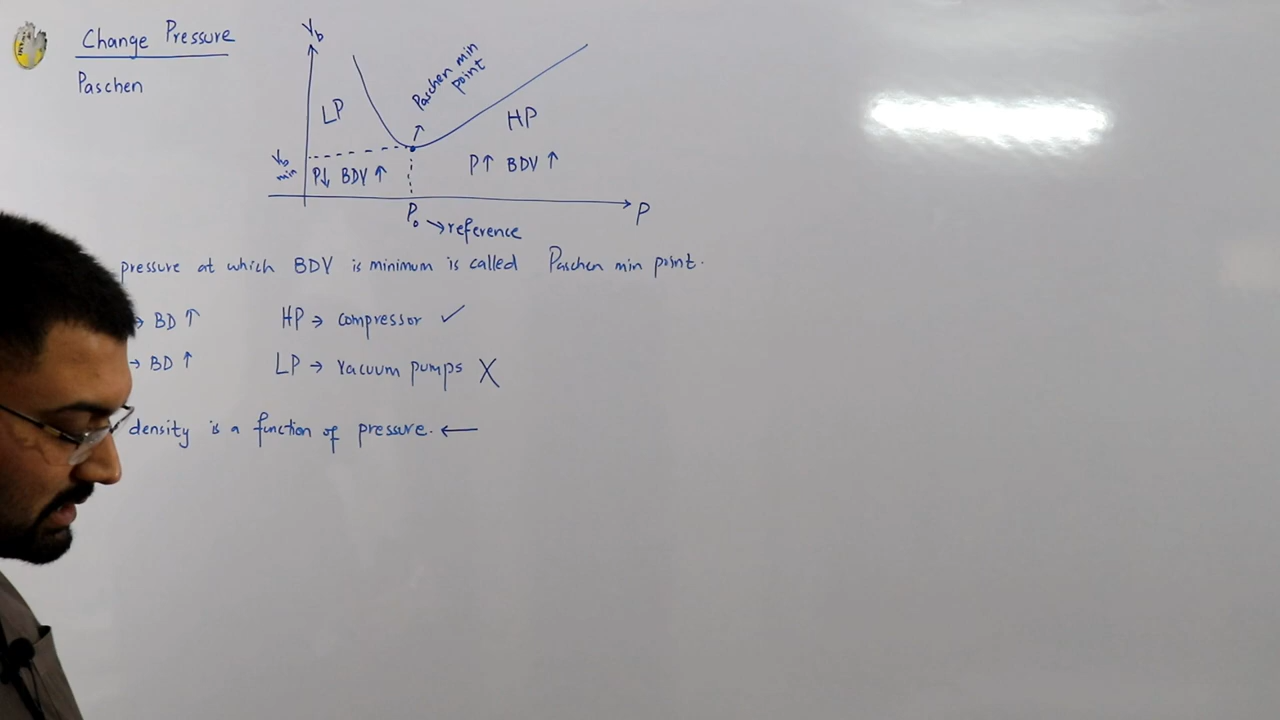 Change Pressure
Paschen
Vb
Paschen min
point
LP
HP
Vb
min
P↓ BDV ↑
P↑ BDV ↑
P
P₀ → reference
pressure at which BDV is minimum is called Paschen min point.
→ BD ↑ HP → compressor ✓
→ BD ↑ LP → vacuum pumps X
density is a function of pressure. ←